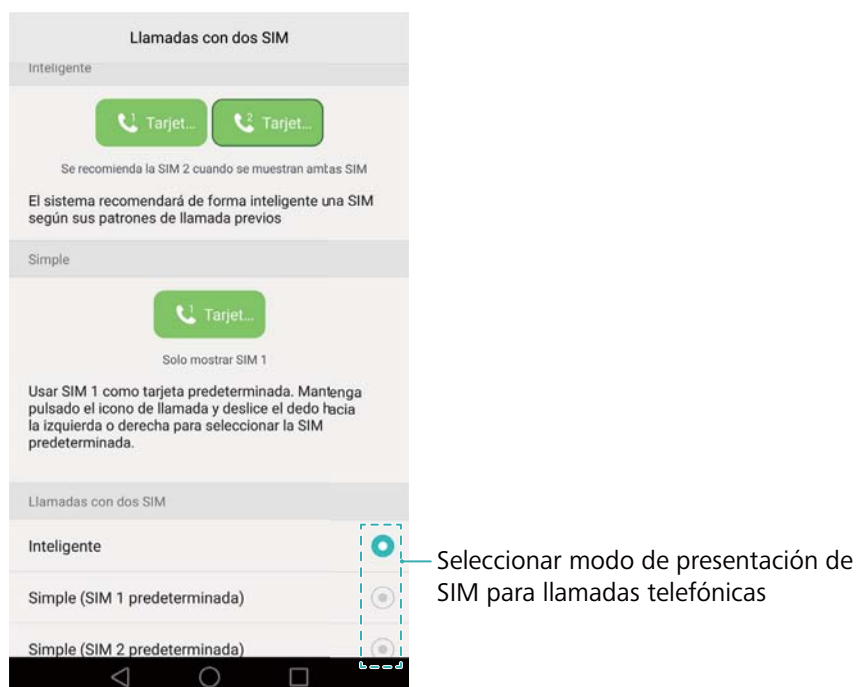 Llamadas con dos SIM
Inteligente
1 Tarjet...
2 Tarjet...
Se recomienda la SIM 2 cuando se muestran ambas SIM
El sistema recomendará de forma inteligente una SIM
según sus patrones de llamada previos
Simple
1 Tarjet...
Solo mostrar SIM 1
Usar SIM 1 como tarjeta predeterminada. Mantenga
pulsado el icono de llamada y deslice el dedo hacia
la izquierda o derecha para seleccionar la SIM
predeterminada.
Llamadas con dos SIM
Inteligente
Simple (SIM 1 predeterminada)
Simple (SIM 2 predeterminada)
Seleccionar modo de presentación de
SIM para llamadas telefónicas